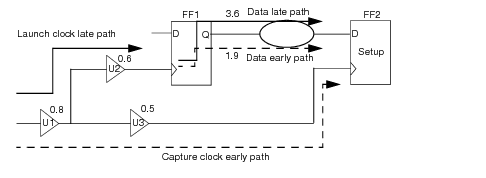 FF1 3.6 Data late path FF2
Launch clock late path D Q D
0.6 1.9 Data early path Setup
U2
0.8 0.5
U1 U3
Capture clock early path